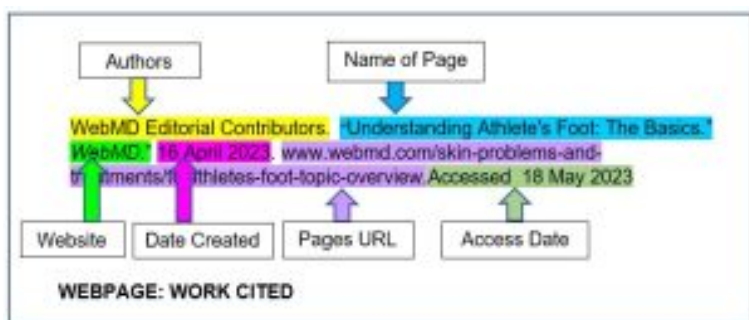 Authors
Name of Page
WebMD Editorial Contributors. "Understanding Athlete's Foot: The Basics."
WebMD." 16 April 2023. www.webmd.com/skin-problems-and-
foot-topic-overview. Accessed 18 May 2023
Website
Date Created
Pages URL
Access Date
WEBPAGE: WORK CITED